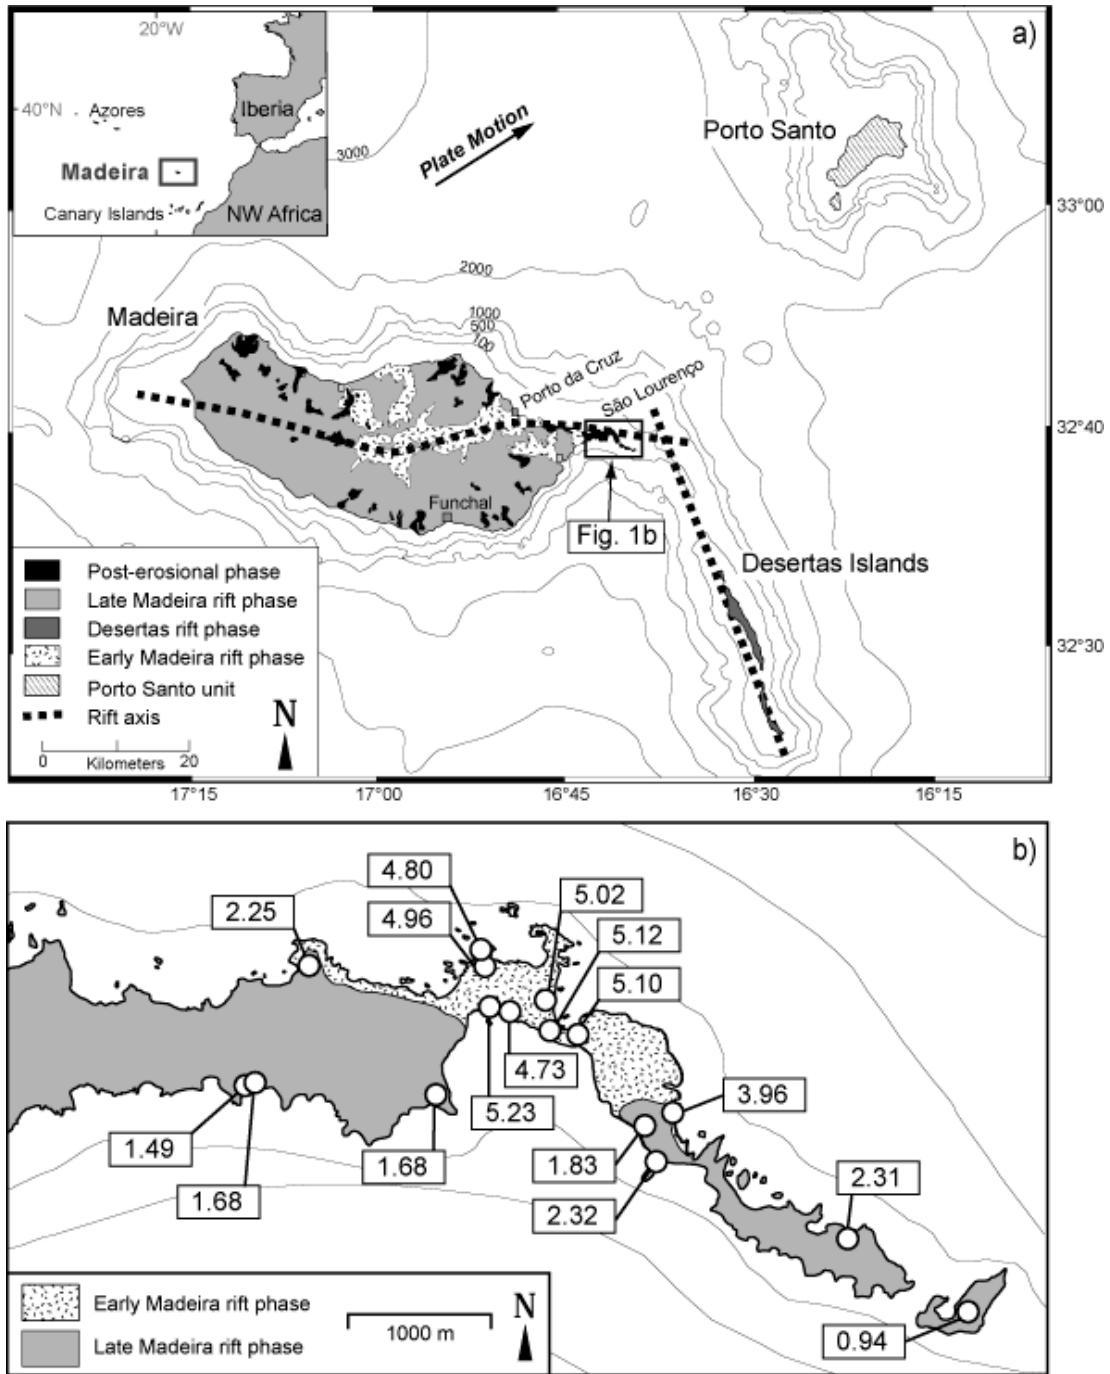 20°W
a)
40°N
Azores
Iberia
Madeira
Canary Islands
NW Africa
3000
Plate Motion
Porto Santo
33°00
2000
Madeira
1000
500
100
Porto da Cruz
São Lourenço
32°40
Funchal
Fig. 1b
Desertas Islands
Post-erosional phase
Late Madeira rift phase
Desertas rift phase
Early Madeira rift phase
Porto Santo unit
Rift axis
N
0 Kilometers 20
32°30
17°15 17°00 16°45 16°30 16°15
b)
4.80
2.25
4.96
5.02
5.12
5.10
4.73
5.23
3.96
1.49
1.68
1.68
1.83
2.32
2.31
0.94
Early Madeira rift phase
Late Madeira rift phase
1000 m
N